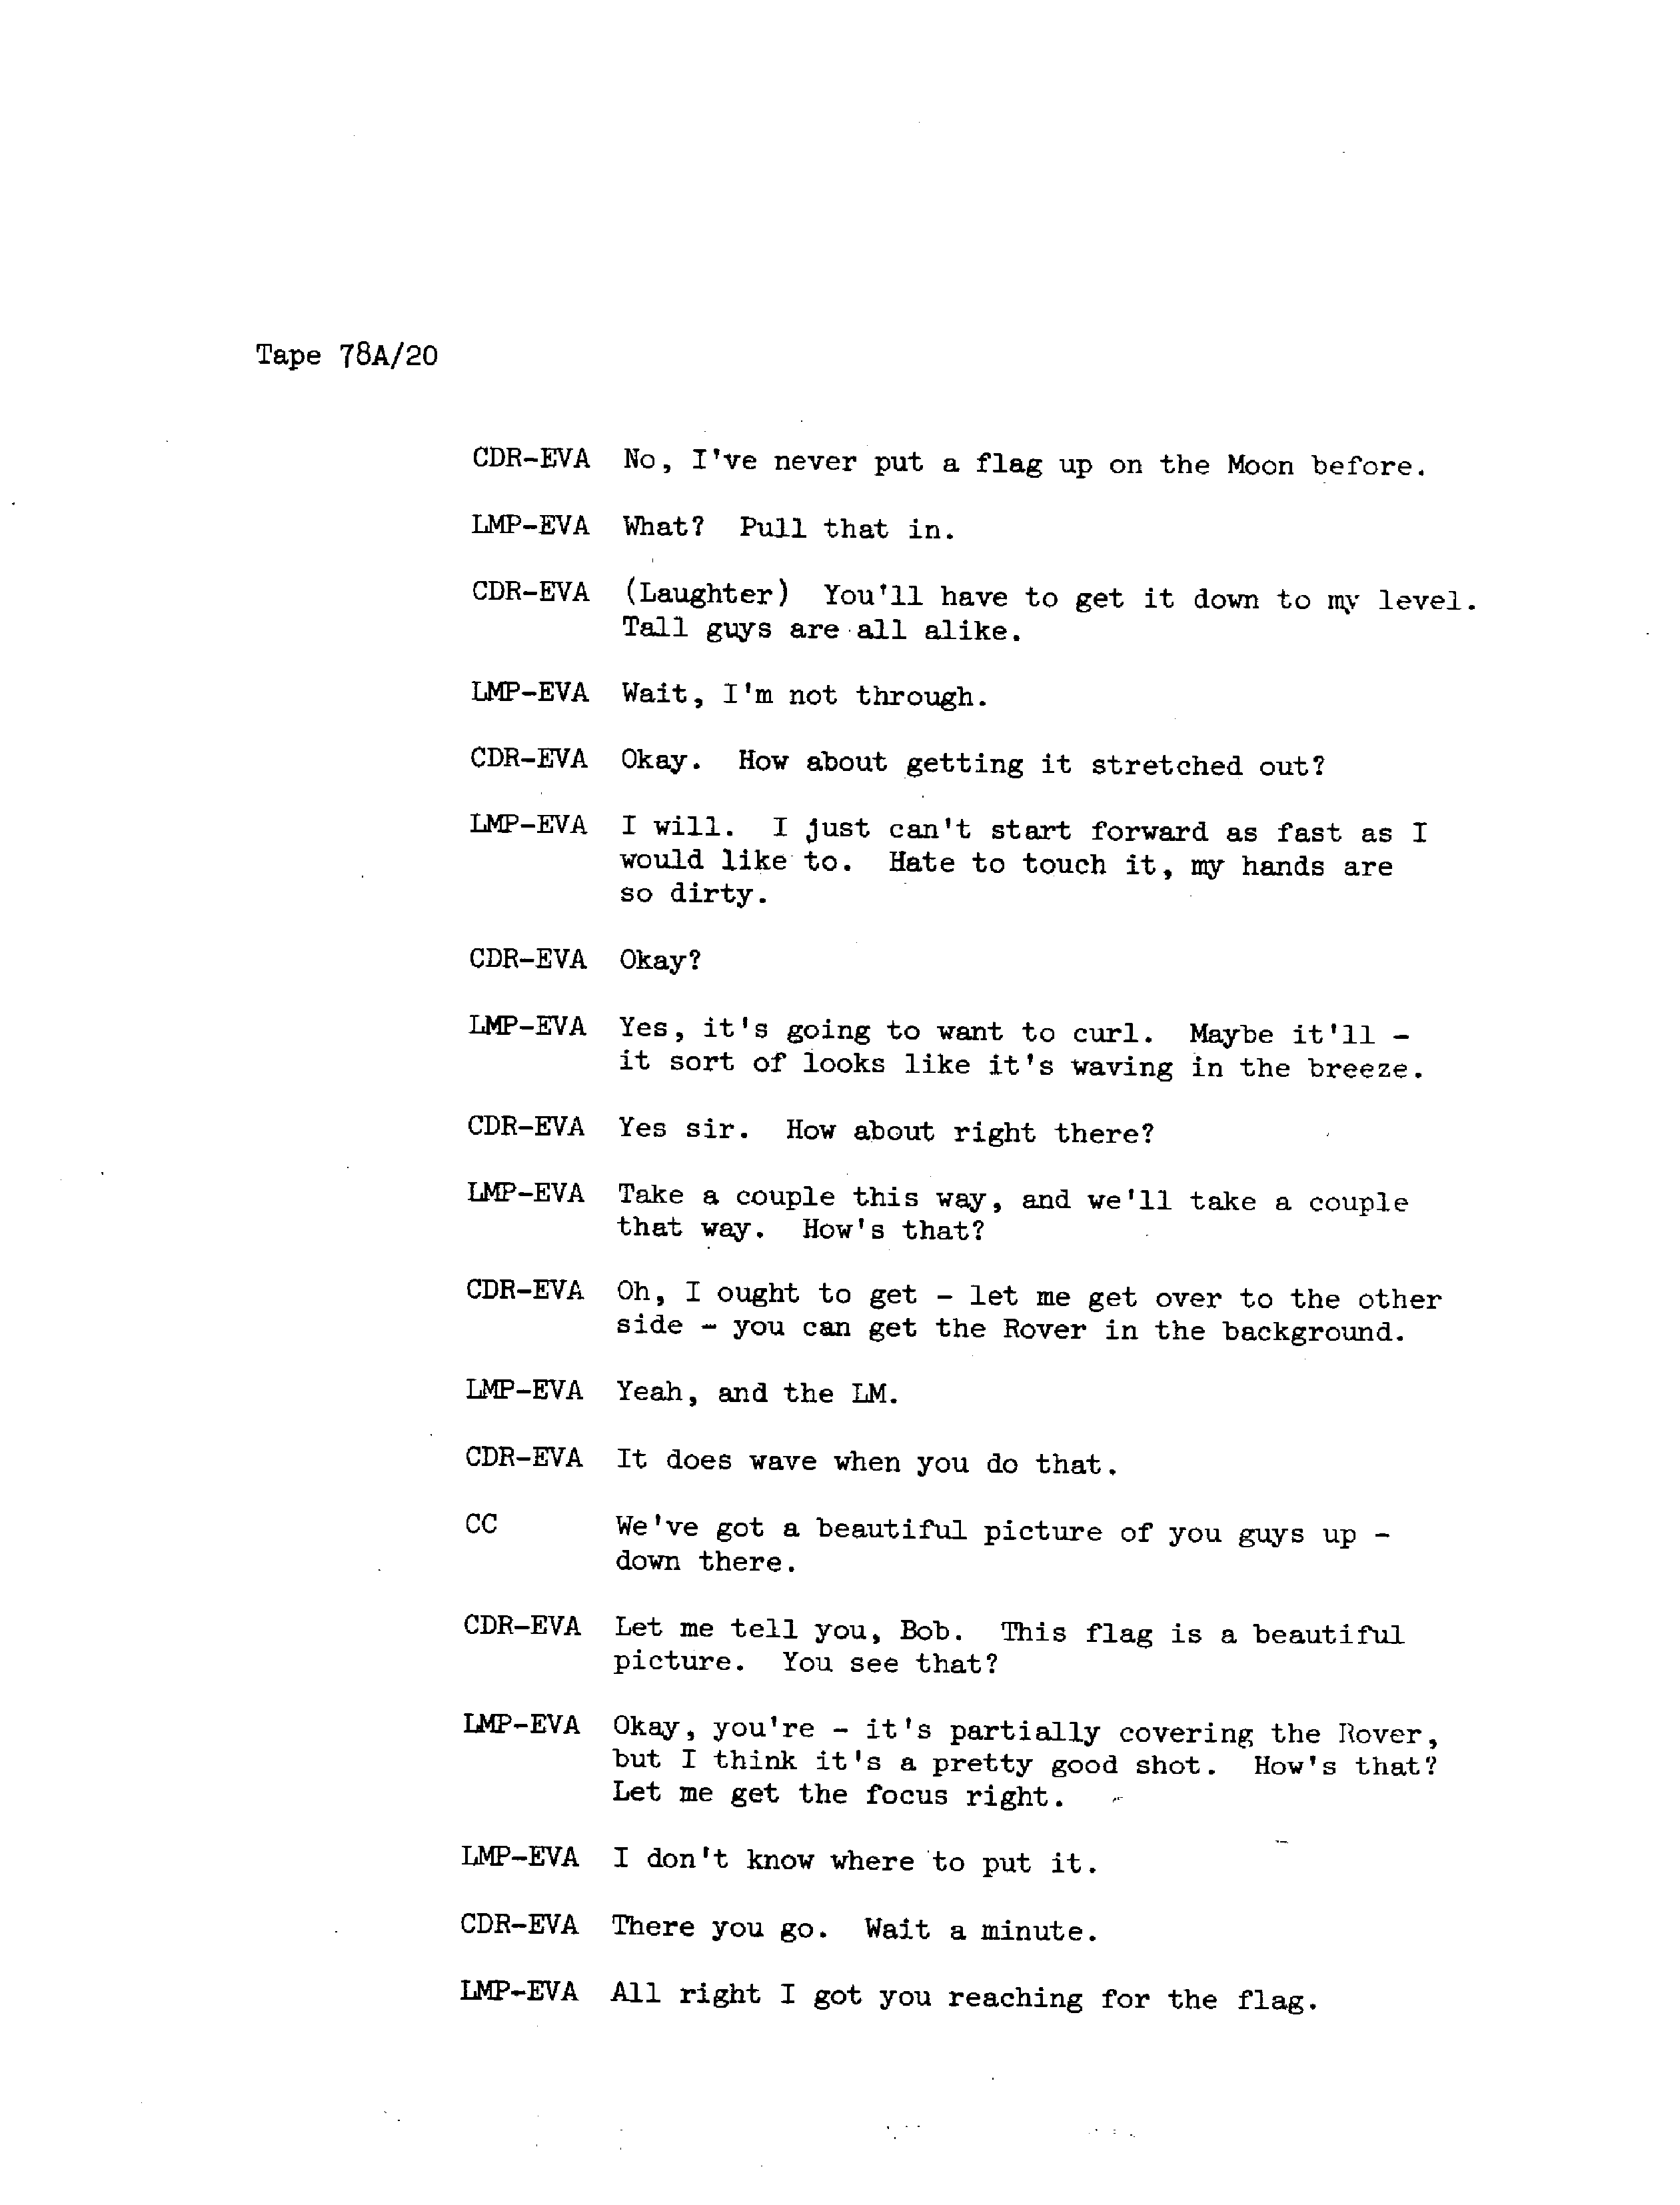 Tape 78A/20
CDR-EVA No, I've never put a flag up on the Moon before.
LMP-EVA What? Pull that in.
CDR-EVA (Laughter) You'll have to get it down to my level.
Tall guys are all alike.
LMP-EVA Wait, I'm not through.
CDR-EVA Okay. How about getting it stretched out?
LMP-EVA I will. I just can't start forward as fast as I
would like to. Hate to touch it, my hands are
so dirty.
CDR-EVA Okay?
LMP-EVA Yes, it's going to want to curl. Maybe it'll -
it sort of looks like it's waving in the breeze.
CDR-EVA Yes sir. How about right there?
LMP-EVA Take a couple this way, and we'll take a couple
that way. How's that?
CDR-EVA Oh, I ought to get - let me get over to the other
side - you can get the Rover in the background.
LMP-EVA Yeah, and the LM.
CDR-EVA It does wave when you do that.
CC We've got a beautiful picture of you guys up -
down there.
CDR-EVA Let me tell you, Bob. This flag is a beautiful
picture. You see that?
LMP-EVA Okay, you're - it's partially covering the Rover,
but I think it's a pretty good shot. How's that?
Let me get the focus right.
LMP-EVA I don't know where to put it.
CDR-EVA There you go. Wait a minute.
LMP-EVA All right I got you reaching for the flag.